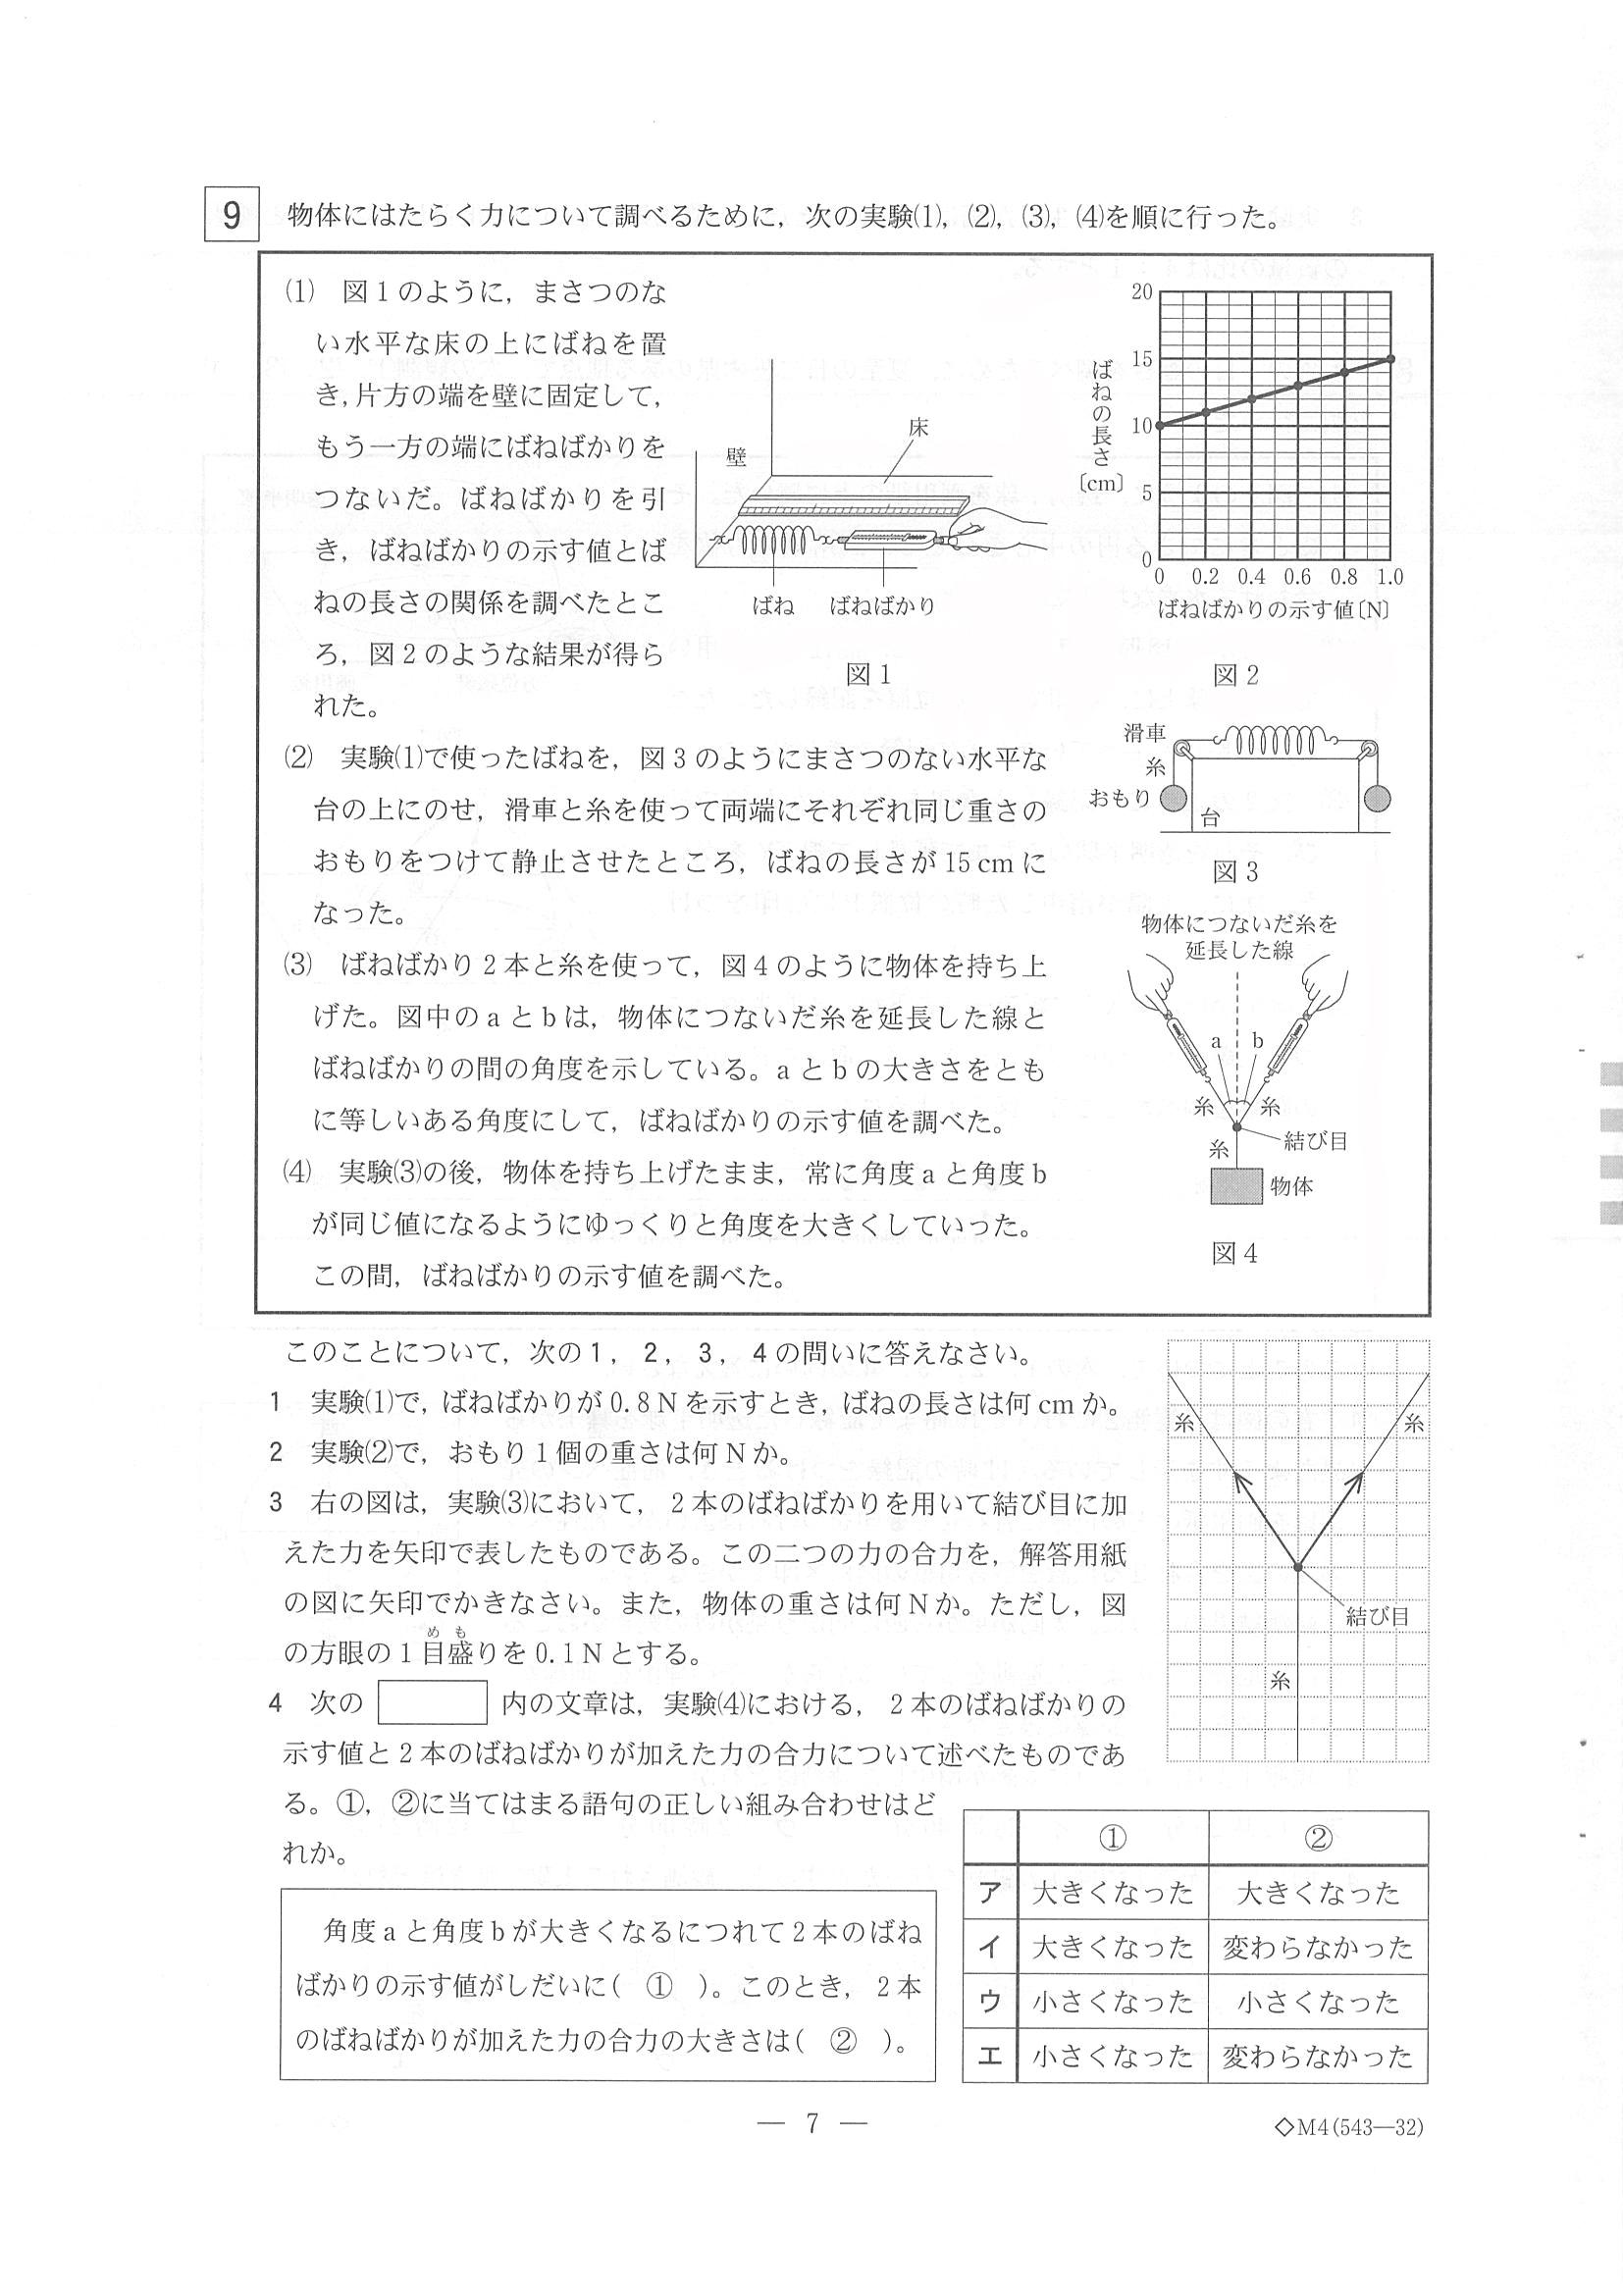 9 物体にはたらく力について調べるために，次の実験⑴，⑵，⑶，⑷を順に行った。
⑴ 図1のように，まさつのな
い水平な床の上にばねを置
き，片方の端を壁に固定して，
もう一方の端にばねばかりを
つないだ。ばねばかりを引
き，ばねばかりの示す値とば
ねの長さの関係を調べたとこ
ろ，図2のような結果が得ら
れた。
壁
床
ばね
ばねばかり
図1
20
15
10
5
0
ばねの長さ
〔cm〕
0 0.2 0.4 0.6 0.8 1.0
ばねばかりの示す値〔N〕
図2
⑵ 実験⑴で使ったばねを，図3のようにまさつのない水平な
台の上にのせ，滑車と糸を使って両端にそれぞれ同じ重さの
おもりをつけて静止させたところ，ばねの長さが15 cmに
なった。
滑車
糸
おもり
台
図3
⑶ ばねばかり2本と糸を使って，図4のように物体を持ち上
げた。図中のaとbは，物体につないだ糸を延長した線と
ばねばかりの間の角度を示している。aとbの大きさをとも
に等しいある角度にして，ばねばかりの示す値を調べた。
⑷ 実験⑶の後，物体を持ち上げたまま，常に角度aと角度b
が同じ値になるようにゆっくりと角度を大きくしていった。
この間，ばねばかりの示す値を調べた。
物体につないだ糸を
延長した線
a b
糸 糸
結び目
糸
物体
図4
このことについて，次の1，2，3，4の問いに答えなさい。
1 実験⑴で，ばねばかりが0.8 Nを示すとき，ばねの長さは何cmか。
2 実験⑵で，おもり1個の重さは何Nか。
3 右の図は，実験⑶において，2本のばねばかりを用いて結び目に加
えた力を矢印で表したものである。この二つの力の合力を，解答用紙
の図に矢印でかきなさい。また，物体の重さは何Nか。ただし，図
めも
の方眼の1目盛りを0.1 Nとする。
糸 糸
結び目
糸
4 次の 内の文章は，実験⑷における，2本のばねばかりの
示す値と2本のばねばかりが加えた力の合力について述べたものであ
る。①，②に当てはまる語句の正しい組み合わせはど
れか。
角度aと角度bが大きくなるにつれて2本のばね
ばかりの示す値がしだいに( ① )。このとき，2本
のばねばかりが加えた力の合力の大きさは( ② )。
① ②
ア 大きくなった 大きくなった
イ 大きくなった 変わらなかった
ウ 小さくなった 小さくなった
エ 小さくなった 変わらなかった
— 7 —
◇M4(543—32)